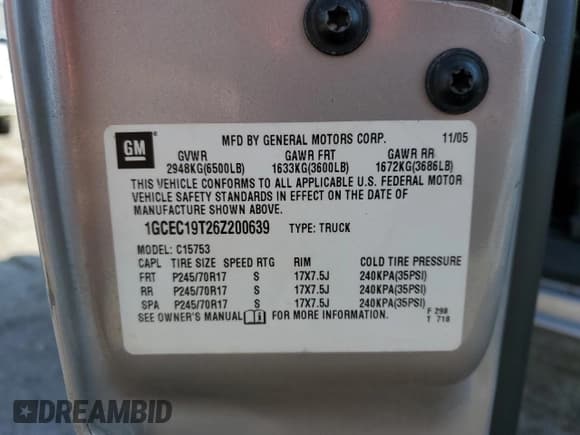 GM
®
MFD BY GENERAL MOTORS CORP. 11/05
GVWR GAWR FRT GAWR RR
2948KG(6500LB) 1633KG(3600LB) 1672KG(3686LB)
THIS VEHICLE CONFORMS TO ALL APPLICABLE U.S. FEDERAL MOTOR
VEHICLE SAFETY STANDARDS IN EFFECT ON THE DATE OF
MANUFACTURE SHOWN ABOVE.
1GCEC19T26Z200639 TYPE: TRUCK
MODEL: C15753
CAPL TIRE SIZE SPEED RTG RIM COLD TIRE PRESSURE
FRT P245/70R17 S 17X7.5J 240KPA(35PSI)
RR P245/70R17 S 17X7.5J 240KPA(35PSI)
SPA P245/70R17 S 17X7.5J 240KPA(35PSI)
SEE OWNER'S MANUAL FOR MORE INFORMATION.
F 298
T 718
DREAMBID